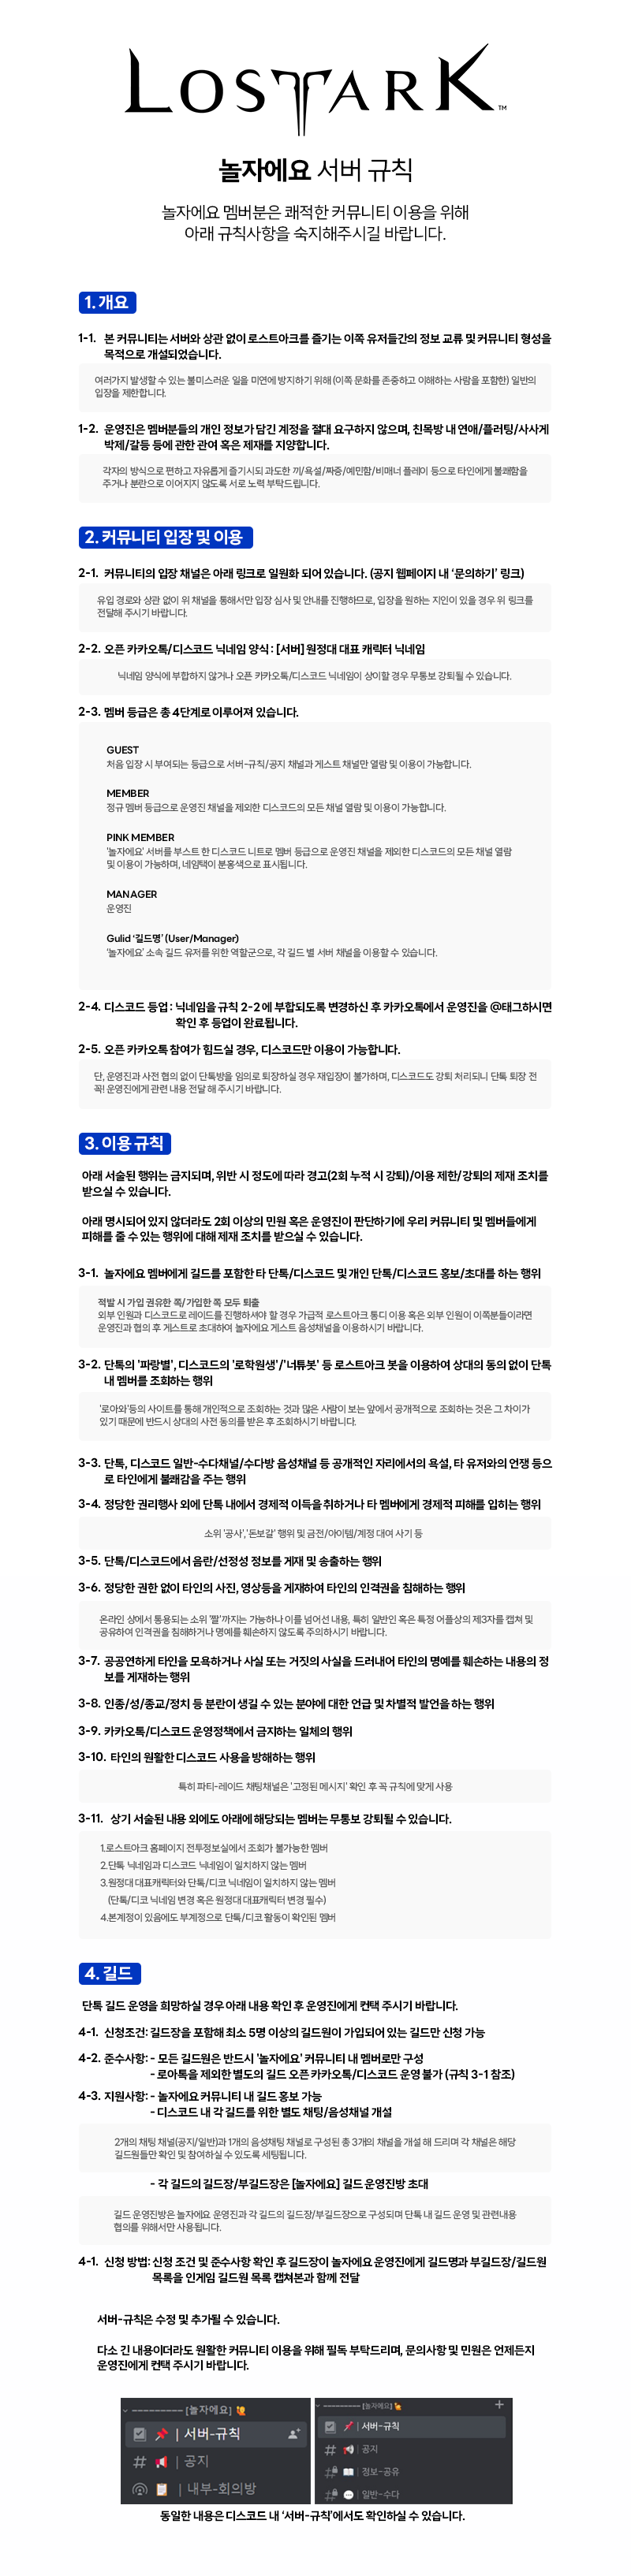 LOSTARK™
놀자에요 서버 규칙
놀자에요 멤버분은 쾌적한 커뮤니티 이용을 위해
아래 규칙사항을 숙지해주시길 바랍니다.
1. 개요
1-1. 본 커뮤니티는 서버와 상관 없이 로스트아크를 즐기는 이쪽 유저들간의 정보 교류 및 커뮤니티 형성을
목적으로 개설되었습니다.
여러가지 발생할 수 있는 불미스러운 일을 미연에 방지하기 위해 (이쪽 문화를 존중하고 이해하는 사람을 포함한) 일반의
입장을 제한합니다.
1-2. 운영진은 멤버분들의 개인 정보가 담긴 계정을 절대 요구하지 않으며, 친목방 내 연애/플러팅/사사게
박제/갈등 등에 관한 관여 혹은 제재를 지양합니다.
각자의 방식으로 편하고 자유롭게 즐기시되 과도한 끼/욕설/짜증/예민함/비매너 플레이 등으로 타인에게 불쾌함을
주거나 분란으로 이어지지 않도록 서로 노력 부탁드립니다.
2. 커뮤니티 입장 및 이용
2-1. 커뮤니티의 입장 채널은 아래 링크로 일원화 되어 있습니다. (공지 웹페이지 내 ‘문의하기’ 링크)
유입 경로와 상관 없이 위 채널을 통해서만 입장 심사 및 안내를 진행하므로, 입장을 원하는 지인이 있을 경우 위 링크를
전달해 주시기 바랍니다.
2-2. 오픈 카카오톡/디스코드 닉네임 양식 : [서버] 원정대 대표 캐릭터 닉네임
닉네임 양식에 부합하지 않거나 오픈 카카오톡/디스코드 닉네임이 상이할 경우 무통보 강퇴될 수 있습니다.
2-3. 멤버 등급은 총 4단계로 이루어져 있습니다.
GUEST
처음 입장 시 부여되는 등급으로 서버-규칙/공지 채널과 게스트 채널만 열람 및 이용이 가능합니다.
MEMBER
정규 멤버 등급으로 운영진 채널을 제외한 디스코드의 모든 채널 열람 및 이용이 가능합니다.
PINK MEMBER
'놀자에요' 서버를 부스트 한 디스코드 니트로 멤버 등급으로 운영진 채널을 제외한 디스코드의 모든 채널 열람
및 이용이 가능하며, 네임택이 분홍색으로 표시됩니다.
MANAGER
운영진
Gulid ‘길드명’ (User/Manager)
'놀자에요' 소속 길드 유저를 위한 역할군으로, 각 길드 별 서버 채널을 이용할 수 있습니다.
2-4. 디스코드 등업 : 닉네임을 규칙 2-2 에 부합되도록 변경하신 후 카카오톡에서 운영진을 @태그하시면
확인 후 등업이 완료됩니다.
2-5. 오픈 카카오톡 참여가 힘드실 경우, 디스코드만 이용이 가능합니다.
단, 운영진과 사전 협의 없이 단톡방을 임의로 퇴장하실 경우 재입장이 불가하며, 디스코드도 강퇴 처리되니 단톡 퇴장 전
꼭! 운영진에게 관련 내용 전달 해 주시기 바랍니다.
3. 이용 규칙
아래 서술된 행위는 금지되며, 위반 시 정도에 따라 경고(2회 누적 시 강퇴)/이용 제한/강퇴의 제재 조치를
받으실 수 있습니다.
아래 명시되어 있지 않더라도 2회 이상의 민원 혹은 운영진이 판단하기에 우리 커뮤니티 및 멤버들에게
피해를 줄 수 있는 행위에 대해 제재 조치를 받으실 수 있습니다.
3-1. 놀자에요 멤버에게 길드를 포함한 타 단톡/디스코드 및 개인 단톡/디스코드 홍보/초대를 하는 행위
적발 시 가입 권유한 쪽/가입한 쪽 모두 퇴출
외부 인원과 디스코드로 레이드를 진행하셔야 할 경우 가급적 로스트아크 통디 이용 혹은 외부 인원이 이쪽분들이라면
운영진과 협의 후 게스트로 초대하여 놀자에요 게스트 음성채널을 이용하시기 바랍니다.
3-2. 단톡의 '파랑별', 디스코드의 '로학원생'/'너튜봇' 등 로스트아크 봇을 이용하여 상대의 동의 없이 단톡
내 멤버를 조회하는 행위
'로아와'등의 사이트를 통해 개인적으로 조회하는 것과 많은 사람이 보는 앞에서 공개적으로 조회하는 것은 그 차이가
있기 때문에 반드시 상대의 사전 동의를 받은 후 조회하시기 바랍니다.
3-3. 단톡, 디스코드 일반-수다채널/수다방 음성채널 등 공개적인 자리에서의 욕설, 타 유저와의 언쟁 등으
로 타인에게 불쾌감을 주는 행위
3-4. 정당한 권리행사 외에 단톡 내에서 경제적 이득을 취하거나 타 멤버에게 경제적 피해를 입히는 행위
소위 '공사','돈보갈' 행위 및 금전/아이템/계정 대여 사기 등
3-5. 단톡/디스코드에서 음란/선정성 정보를 게재 및 송출하는 행위
3-6. 정당한 권한 없이 타인의 사진, 영상등을 게재하여 타인의 인격권을 침해하는 행위
온라인 상에서 통용되는 소위 '짤'까지는 가능하나 이를 넘어선 내용, 특히 일반인 혹은 특정 어플상의 제3자를 캡쳐 및
공유하여 인격권을 침해하거나 명예를 훼손하지 않도록 주의하시기 바랍니다.
3-7. 공공연하게 타인을 모욕하거나 사실 또는 거짓의 사실을 드러내어 타인의 명예를 훼손하는 내용의 정
보를 게재하는 행위
3-8. 인종/성/종교/정치 등 분란이 생길 수 있는 분야에 대한 언급 및 차별적 발언을 하는 행위
3-9. 카카오톡/디스코드 운영정책에서 금지하는 일체의 행위
3-10. 타인의 원활한 디스코드 사용을 방해하는 행위
특히 파티-레이드 채팅채널은 '고정된 메시지' 확인 후 꼭 규칙에 맞게 사용
3-11. 상기 서술된 내용 외에도 아래에 해당되는 멤버는 무통보 강퇴될 수 있습니다.
1.로스트아크 홈페이지 전투정보실에서 조회가 불가능한 멤버
2.단톡 닉네임과 디스코드 닉네임이 일치하지 않는 멤버
3.원정대 대표캐릭터와 단톡/디코 닉네임이 일치하지 않는 멤버
(단톡/디코 닉네임 변경 혹은 원정대 대표캐릭터 변경 필수)
4.본계정이 있음에도 부계정으로 단톡/디코 활동이 확인된 멤버
4. 길드
단톡 길드 운영을 희망하실 경우 아래 내용 확인 후 운영진에게 컨택 주시기 바랍니다.
4-1. 신청조건: 길드장을 포함해 최소 5명 이상의 길드원이 가입되어 있는 길드만 신청 가능
4-2. 준수사항: - 모든 길드원은 반드시 '놀자에요' 커뮤니티 내 멤버로만 구성
- 로아톡을 제외한 별도의 길드 오픈 카카오톡/디스코드 운영 불가 (규칙 3-1 참조)
4-3. 지원사항: - 놀자에요 커뮤니티 내 길드 홍보 가능
- 디스코드 내 각 길드를 위한 별도 채팅/음성채널 개설
2개의 채팅 채널(공지/일반)과 1개의 음성채팅 채널로 구성된 총 3개의 채널을 개설 해 드리며 각 채널은 해당
길드원들만 확인 및 참여하실 수 있도록 세팅됩니다.
- 각 길드의 길드장/부길드장은 [놀자에요] 길드 운영진방 초대
길드 운영진방은 놀자에요 운영진과 각 길드의 길드장/부길드장으로 구성되며 단톡 내 길드 운영 및 관련내용
협의를 위해서만 사용됩니다.
4-1. 신청 방법: 신청 조건 및 준수사항 확인 후 길드장이 놀자에요 운영진에게 길드명과 부길드장/길드원
목록을 인게임 길드원 목록 캡쳐본과 함께 전달
서버-규칙은 수정 및 추가될 수 있습니다.
다소 긴 내용이더라도 원활한 커뮤니티 이용을 위해 필독 부탁드리며, 문의사항 및 민원은 언제든지
운영진에게 컨택 주시기 바랍니다.
--------- [놀자에요]
| 서버-규칙
# | 공지
| 내부-회의방
--------- [놀자에요] +
| 서버-규칙
# | 공지
# | 정보-공유
# | 일반-수다
동일한 내용은 디스코드 내 ‘서버-규칙’에서도 확인하실 수 있습니다.